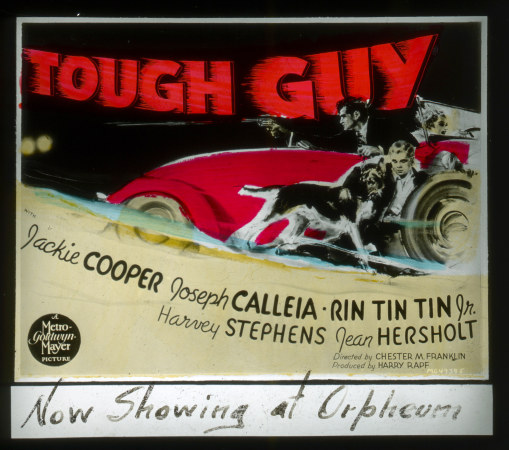 TOUGH GUY
WITH
Jackie COOPER Joseph CALLEIA · RIN TIN TIN Jr.
Harvey STEPHENS Jean HERSHOLT
Directed by CHESTER M. FRANKLIN
Produced by HARRY RAPF
A
Metro-
Goldwyn-
Mayer
PICTURE
Now Showing at Orpheum